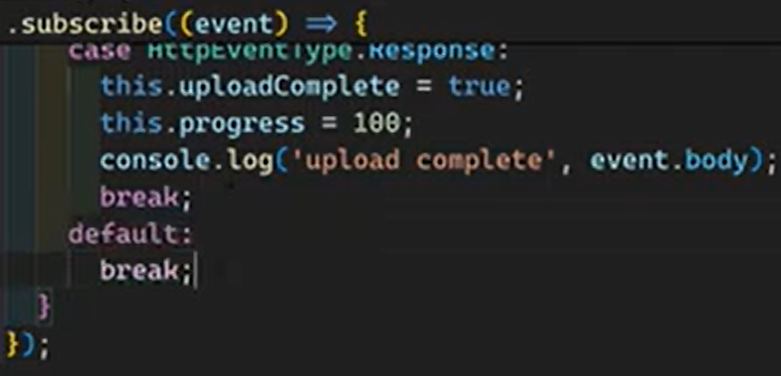 .subscribe((event) => {
case HttpEventType.Response:
this.uploadComplete = true;
this.progress = 100;
console.log('upload complete', event.body);
break;
default:
break;
}
});